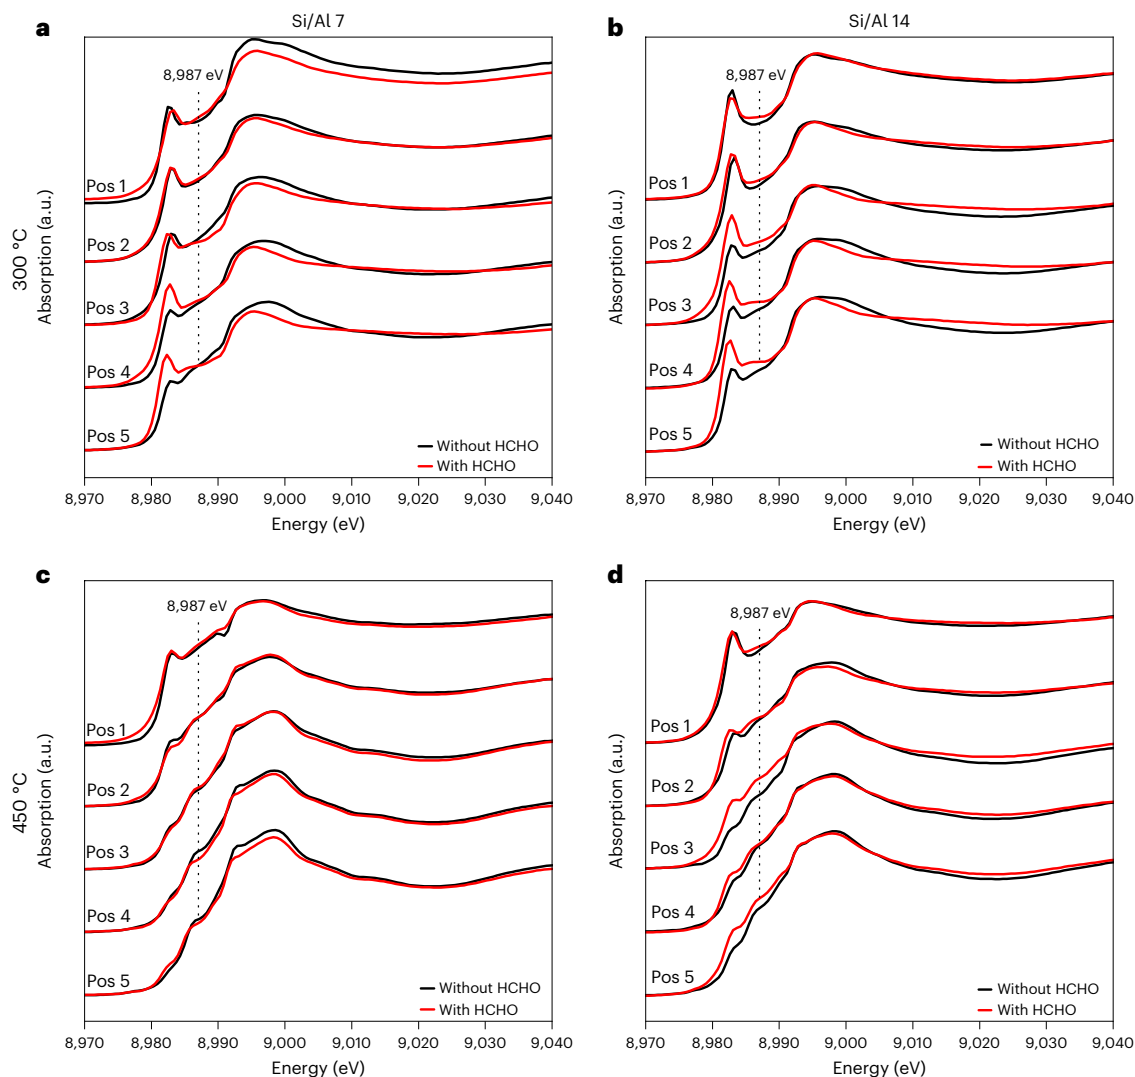 Si/Al 7
Si/Al 14
a
b
300 °C
Absorption (a.u.)
8,987 eV
Pos 1
Pos 2
Pos 3
Pos 4
Pos 5
Without HCHO
With HCHO
8,970 8,980 8,990 9,000 9,010 9,020 9,030 9,040
Energy (eV)
Absorption (a.u.)
8,987 eV
Pos 1
Pos 2
Pos 3
Pos 4
Pos 5
Without HCHO
With HCHO
8,970 8,980 8,990 9,000 9,010 9,020 9,030 9,040
Energy (eV)
c
d
450 °C
Absorption (a.u.)
8,987 eV
Pos 1
Pos 2
Pos 3
Pos 4
Pos 5
Without HCHO
With HCHO
8,970 8,980 8,990 9,000 9,010 9,020 9,030 9,040
Energy (eV)
Absorption (a.u.)
8,987 eV
Pos 1
Pos 2
Pos 3
Pos 4
Pos 5
Without HCHO
With HCHO
8,970 8,980 8,990 9,000 9,010 9,020 9,030 9,040
Energy (eV)